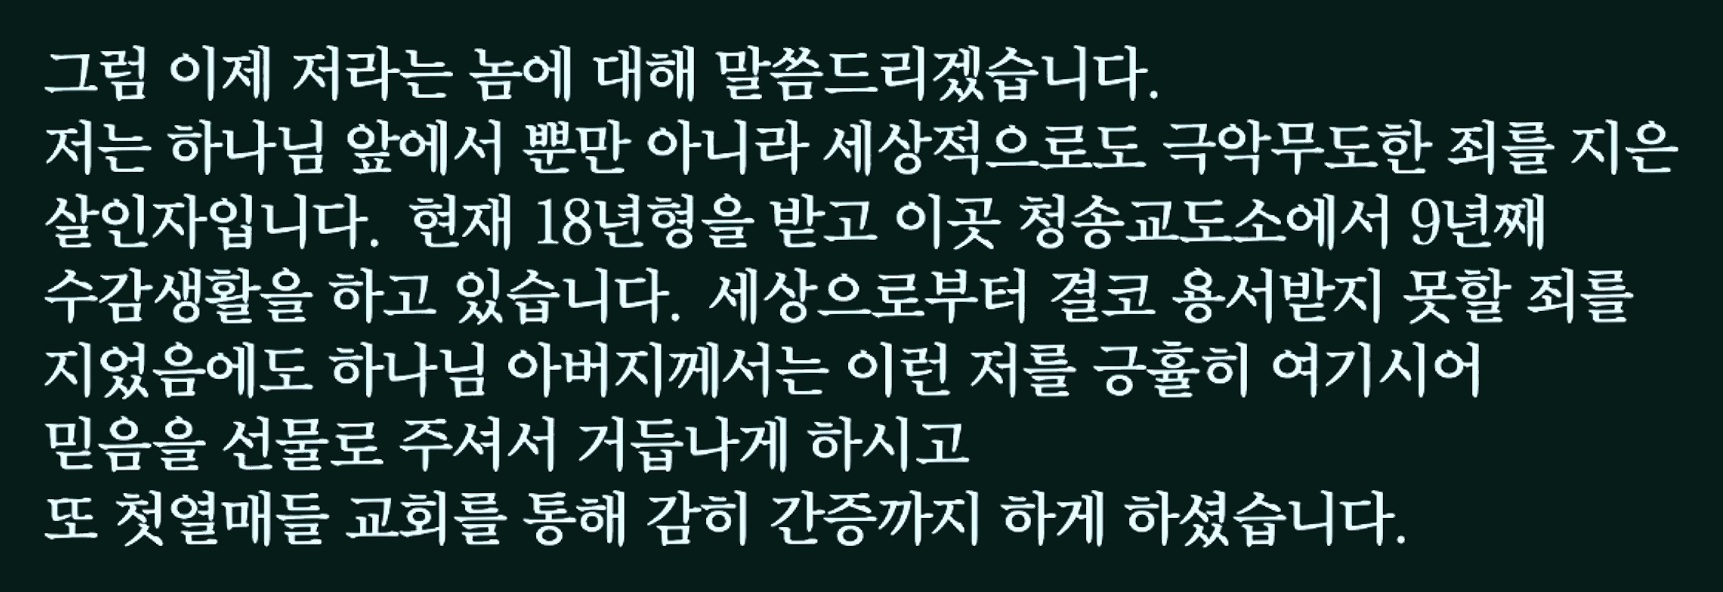 그럼 이제 저라는 놈에 대해 말씀드리겠습니다.
저는 하나님 앞에서 뿐만 아니라 세상적으로도 극악무도한 죄를 지은
살인자입니다. 현재 18년형을 받고 이곳 청송교도소에서 9년째
수감생활을 하고 있습니다. 세상으로부터 결코 용서받지 못할 죄를
지었음에도 하나님 아버지께서는 이런 저를 긍휼히 여기시어
믿음을 선물로 주셔서 거듭나게 하시고
또 첫열매들 교회를 통해 감히 간증까지 하게 하셨습니다.